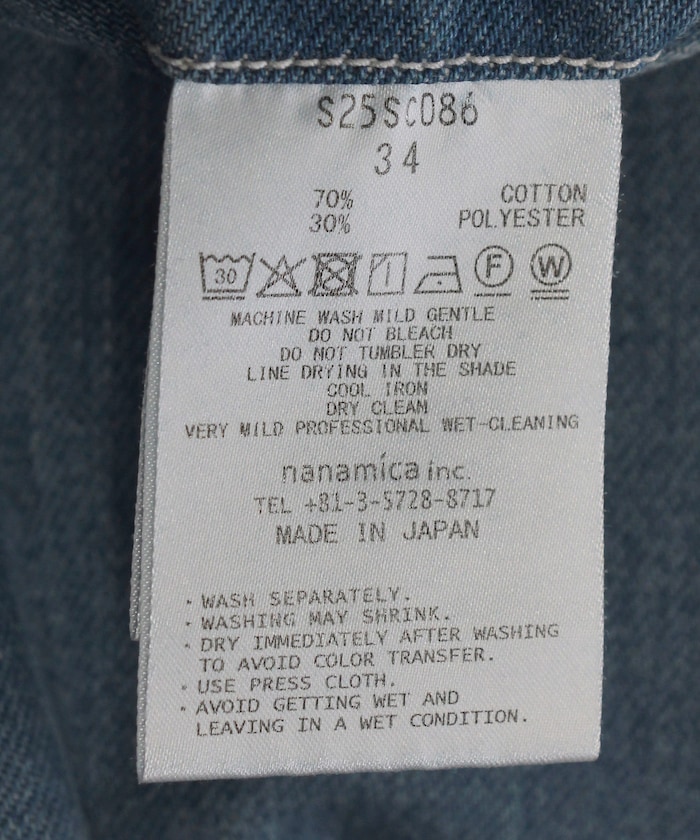 S25SC086
34
70% COTTON
30% POLYESTER
30 F W
MACHINE WASH MILD GENTLE
DO NOT BLEACH
DO NOT TUMBLER DRY
LINE DRYING IN THE SHADE
COOL IRON
DRY CLEAN
VERY MILD PROFESSIONAL WET-CLEANING
nanamica inc.
TEL +81-3-5728-8717
MADE IN JAPAN
・WASH SEPARATELY.
・WASHING MAY SHRINK.
・DRY IMMEDIATELY AFTER WASHING
TO AVOID COLOR TRANSFER.
・USE PRESS CLOTH.
・AVOID GETTING WET AND
LEAVING IN A WET CONDITION.